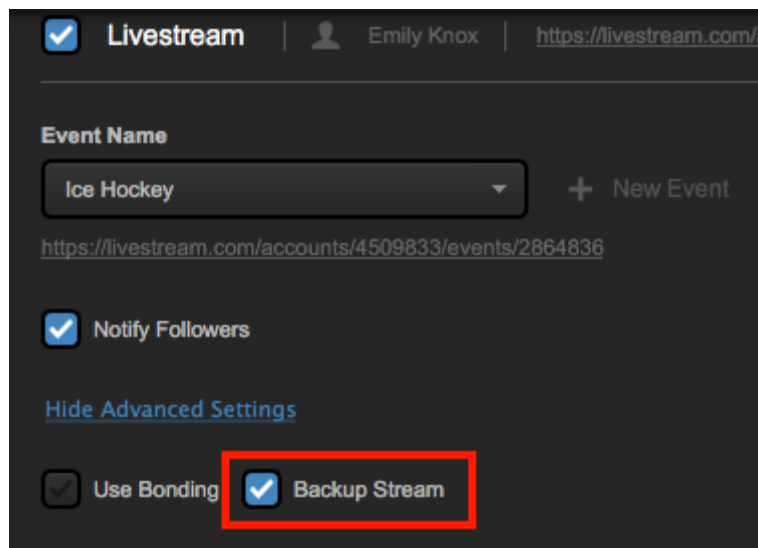 Livestream | Emily Knox | https://livestream.com/
Event Name
Ice Hockey + New Event
https://livestream.com/accounts/4509833/events/2864836
Notify Followers
Hide Advanced Settings
Use Bonding Backup Stream